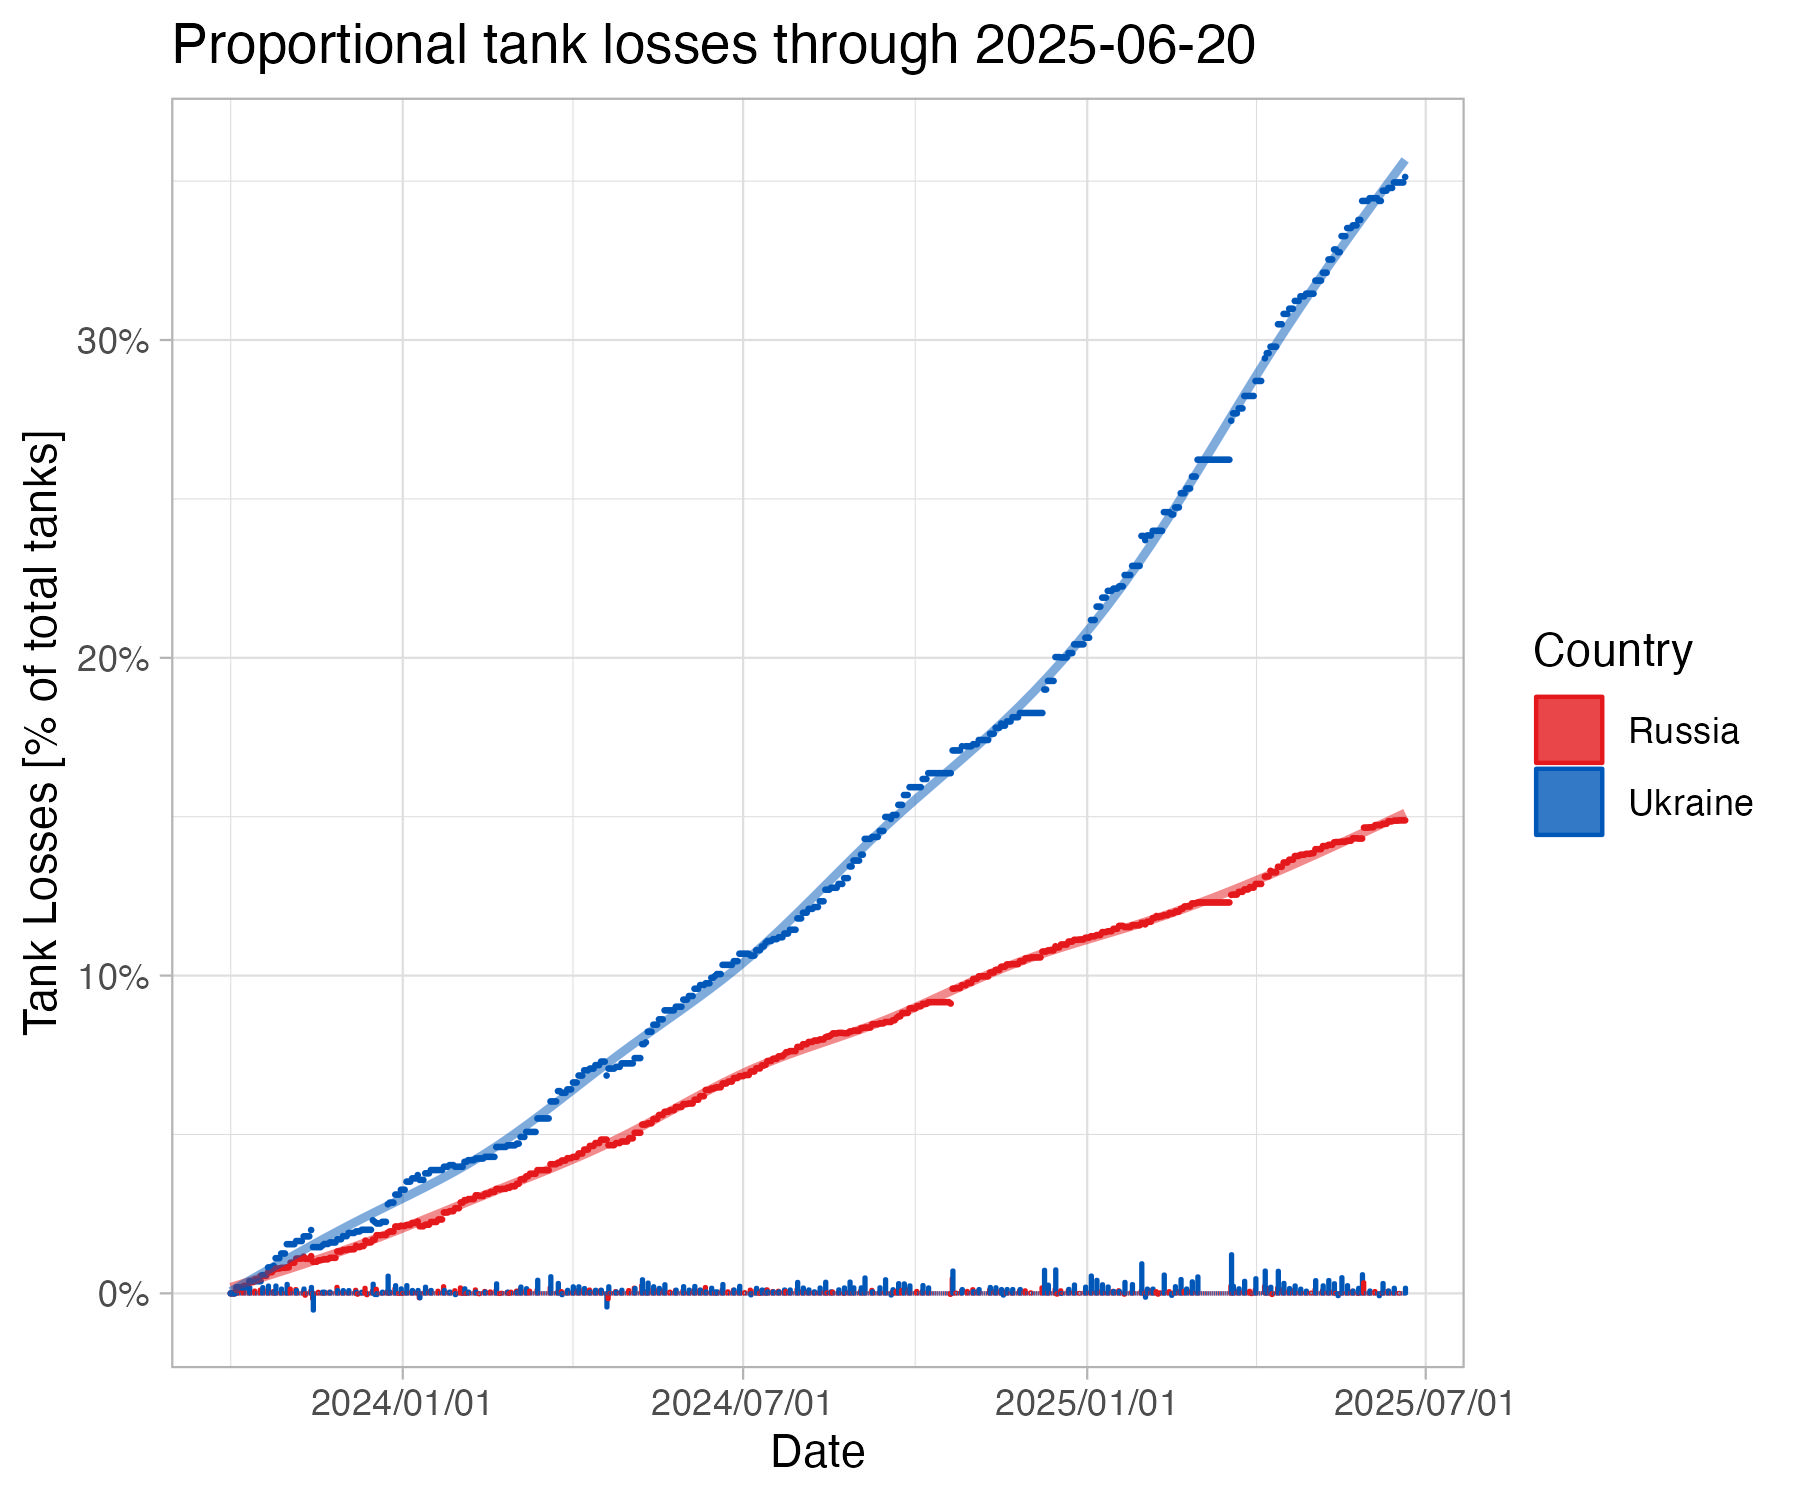 Proportional tank losses through 2025-06-20
Tank Losses [% of total tanks]
30%
20%
10%
0%
2024/01/01
2024/07/01
2025/01/01
2025/07/01
Date
Country
Russia
Ukraine